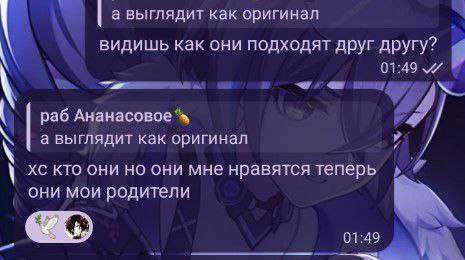 а выглядит как оригинал
видишь как они подходят друг другу?
01:49
раб Ананасовое🍍
а выглядит как оригинал
хс кто они но они мне нравятся теперь
они мои родители
01:49